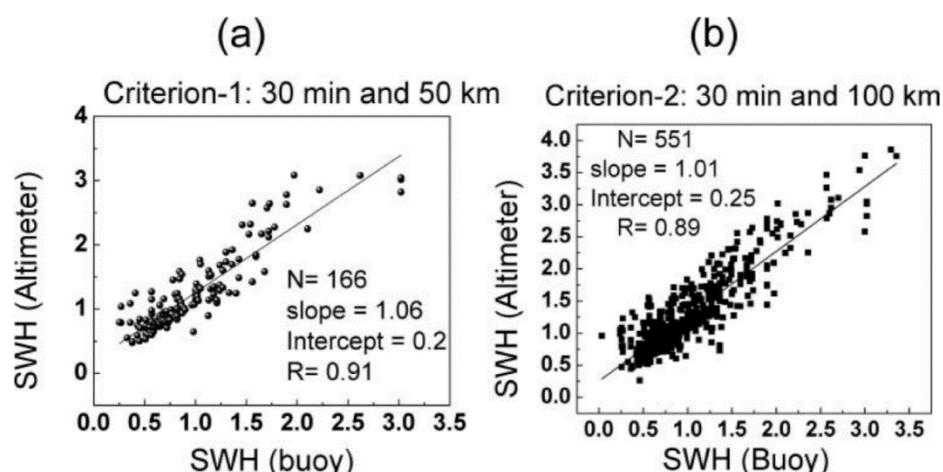 (a)
Criterion-1: 30 min and 50 km
4
3
2
1
0
SWH (Altimeter)
N= 166
slope = 1.06
Intercept = 0.2
R= 0.91
0.0 0.5 1.0 1.5 2.0 2.5 3.0 3.5
SWH (buoy)
(b)
Criterion-2: 30 min and 100 km
4.0
3.5
3.0
2.5
2.0
1.5
1.0
0.5
0.0
SWH (Altimeter)
N= 551
slope = 1.01
Intercept = 0.25
R= 0.89
0.0 0.5 1.0 1.5 2.0 2.5 3.0 3.5
SWH (Buoy)